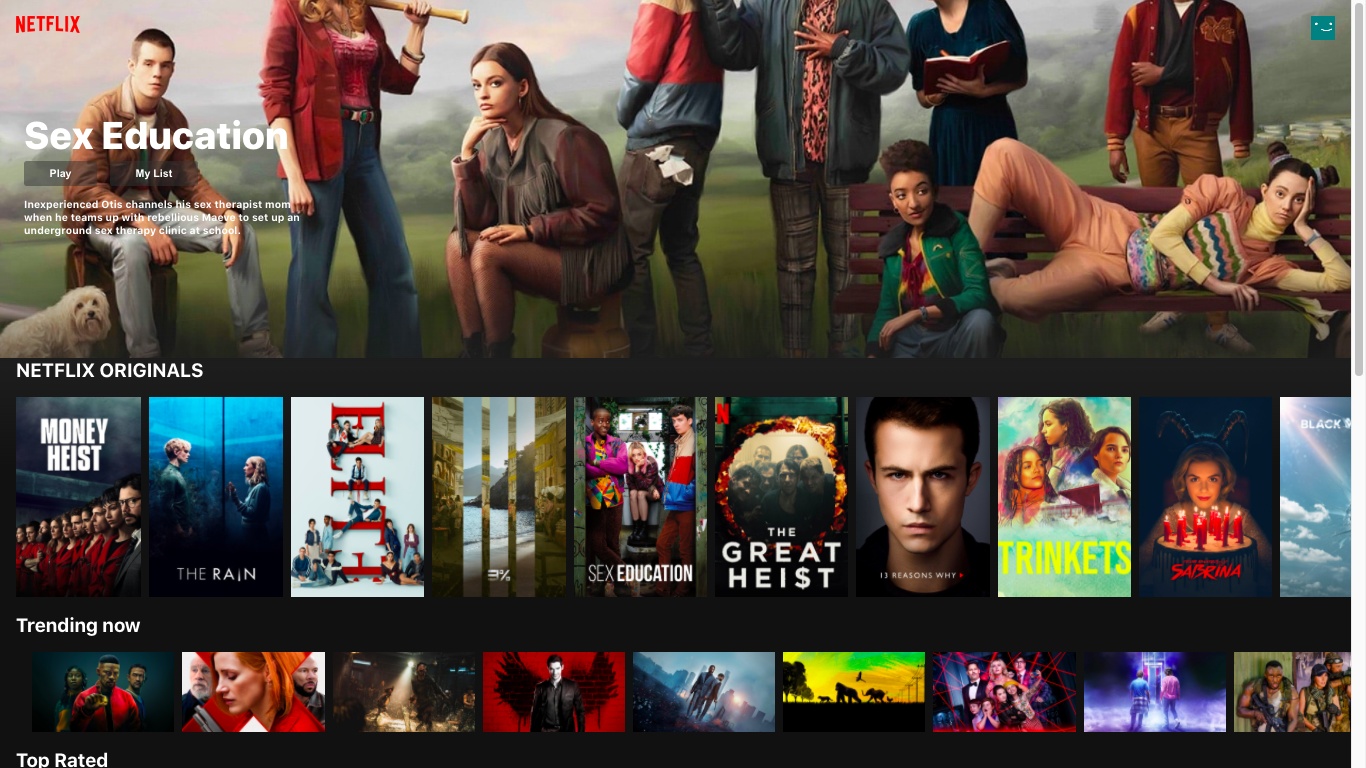 NETFLIX
Sex Education
Play
My List
Inexperienced Otis channels his sex therapist mom
when he teams up with rebellious Maeve to set up an
underground sex therapy clinic at school.
NETFLIX ORIGINALS
MONEY
HEIST
THE RAIN
ELITE
3%
SEX EDUCATION
N
THE
GREAT
HEI$T
13 REASONS WHY
TRINKETS
SABRINA
BLACK
Trending now
Top Rated